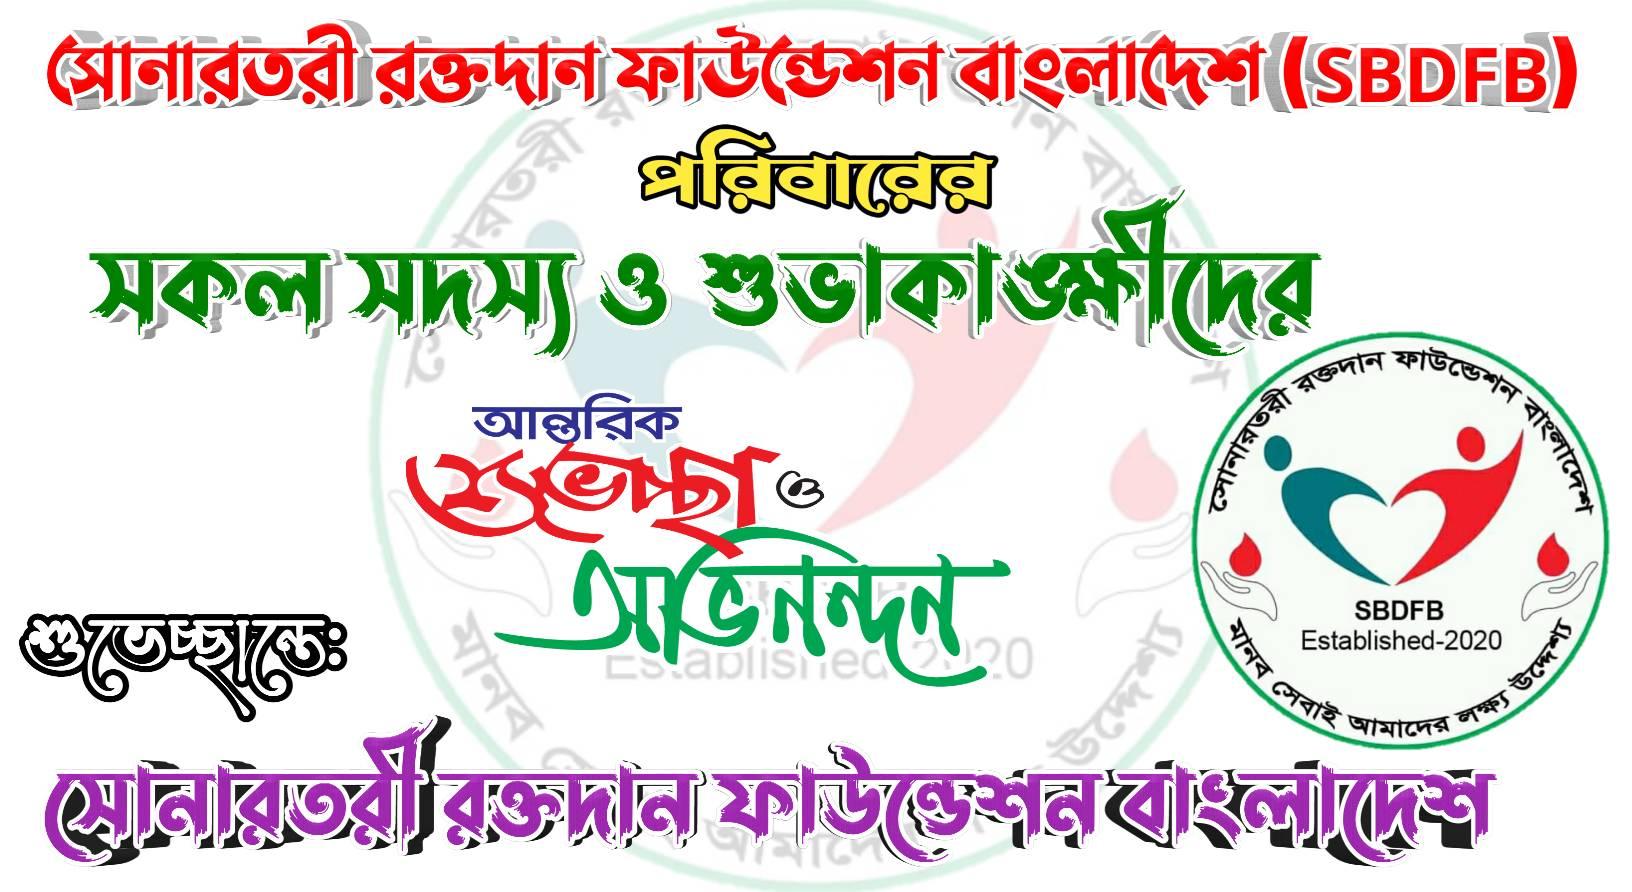 সোনারতরী রক্তদান ফাউন্ডেশন বাংলাদেশ (SBDFB)
পরিবারের
সকল সদস্য ও শুভাকাঙ্ক্ষীদের
আন্তরিক
শুভেচ্ছা ও
অভিনন্দন
শুভেচ্ছান্তে:
সোনারতরী রক্তদান ফাউন্ডেশন বাংলাদেশ
সোনারতরী রক্তদান ফাউন্ডেশন বাংলাদেশ
SBDFB
Established-2020
মানব সেবাই আমাদের লক্ষ্য উদ্দেশ্য